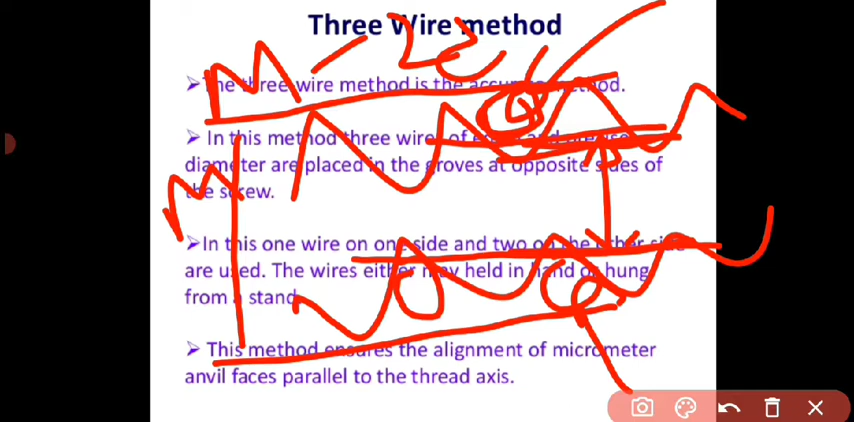 Three Wire method
M - 2
➢The three wire method is the accurate method.
➢ In this method three wires of equal and precise
diameter are placed in the groves at opposite sides of
the screw.
M
➢In this one wire on one side and two on the other side
are used. The wires either may held in hand or hung
from a stand.
➢ This method ensures the alignment of micrometer
anvil faces parallel to the thread axis.